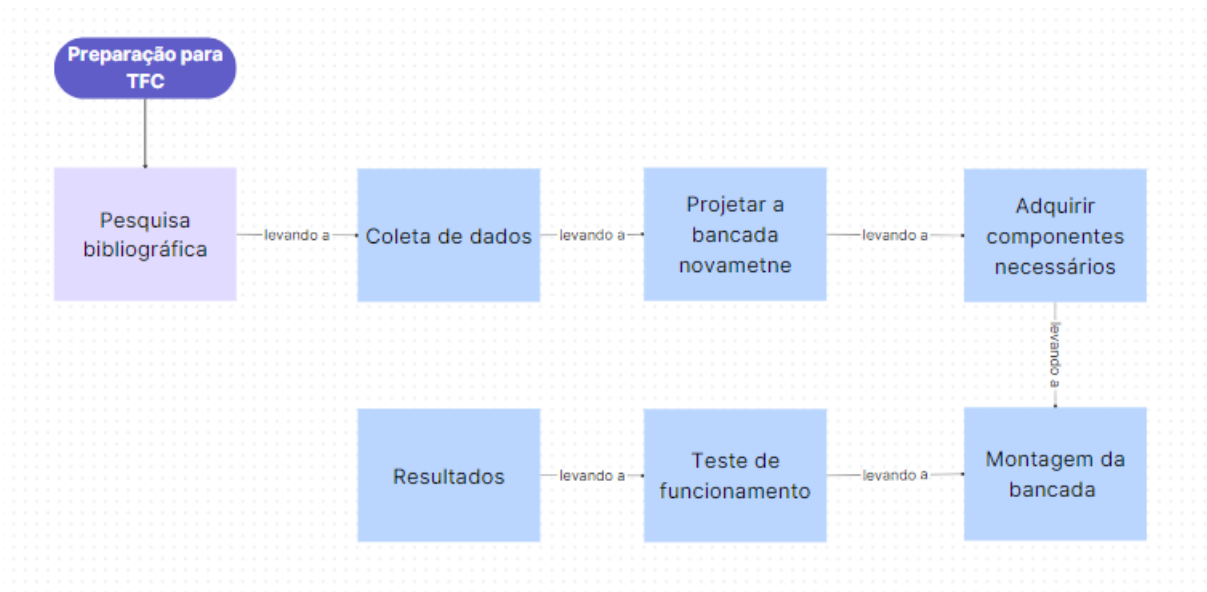 Preparação para
TFC
Pesquisa
bibliográfica
levando a
Coleta de dados
levando a
Projetar a
bancada
novametne
levando a
Adquirir
componentes
necessários
levando a
Resultados
levando a
Teste de
funcionamento
levando a
Montagem da
bancada